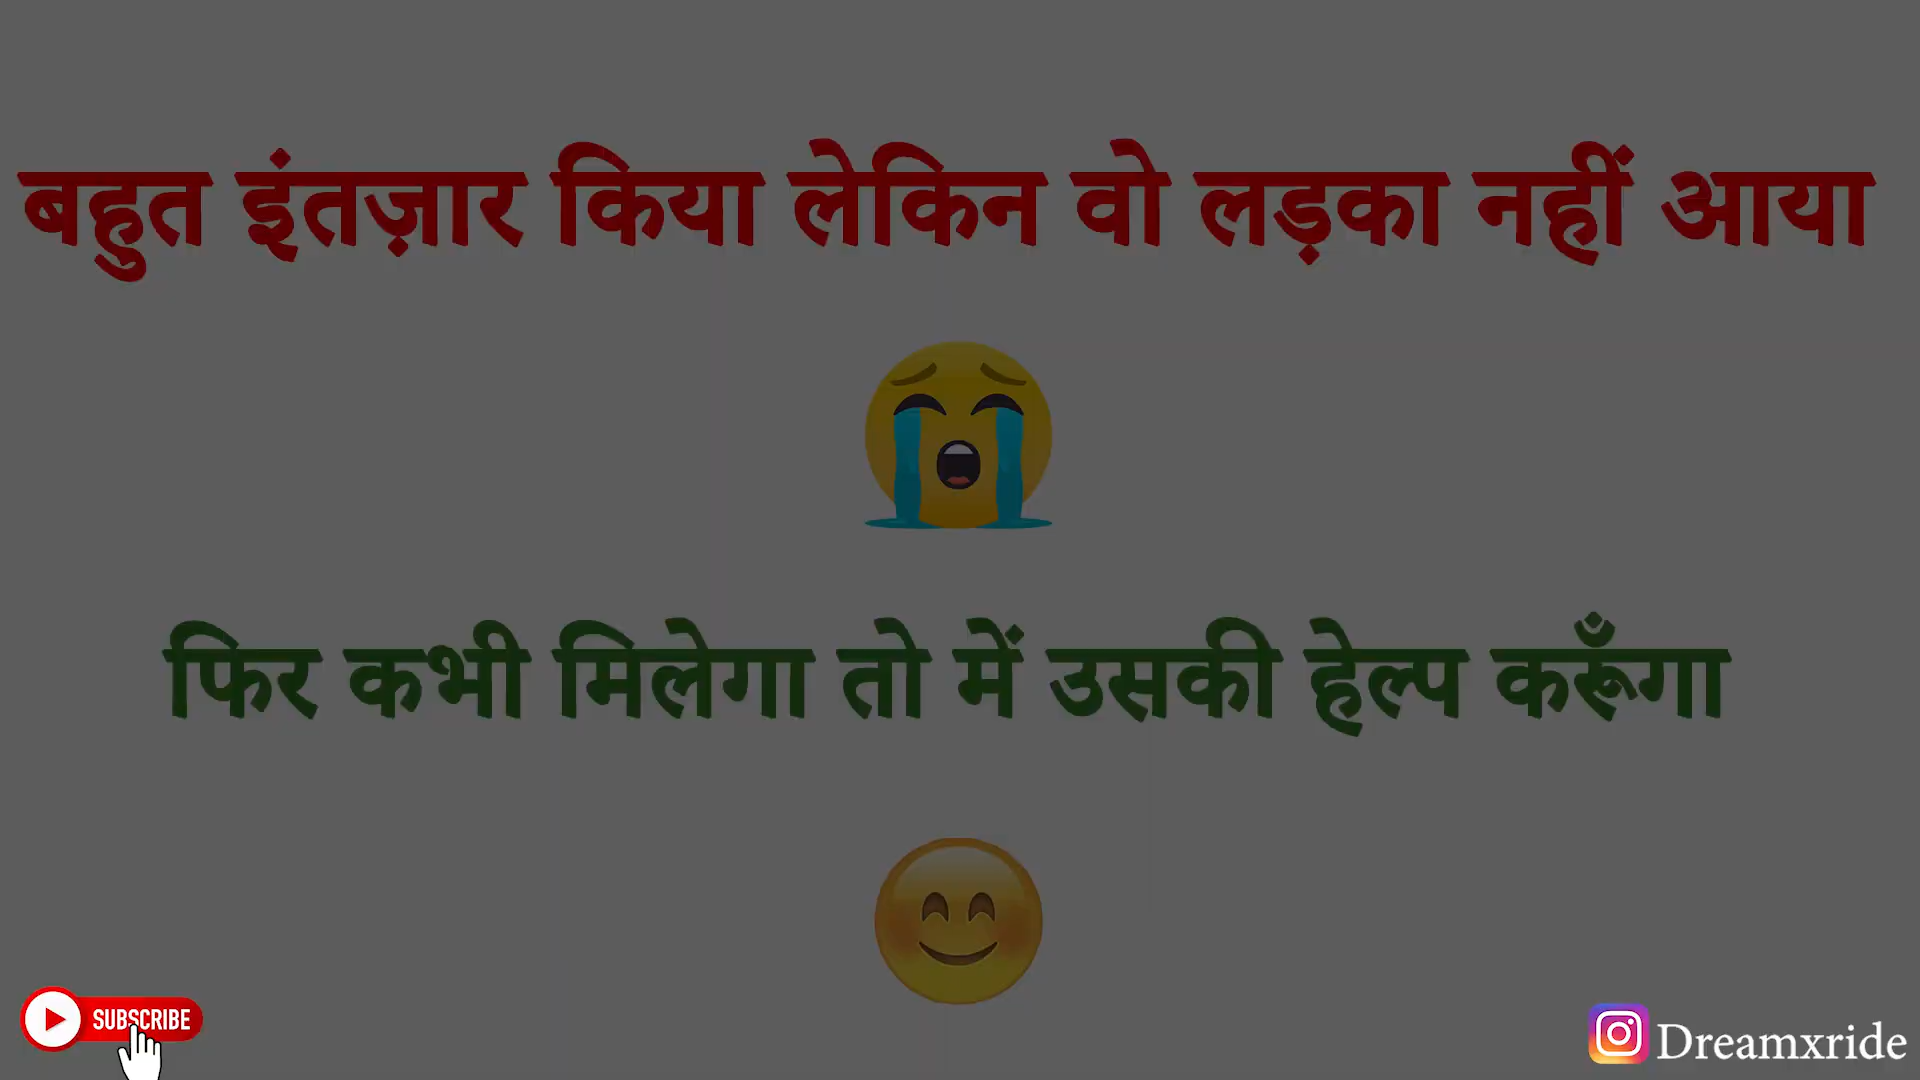 बहुत इंतज़ार किया लेकिन वो लड़का नहीं आया
फिर कभी मिलेगा तो में उसकी हेल्प करूँगा
SUBSCRIBE
Dreamxride